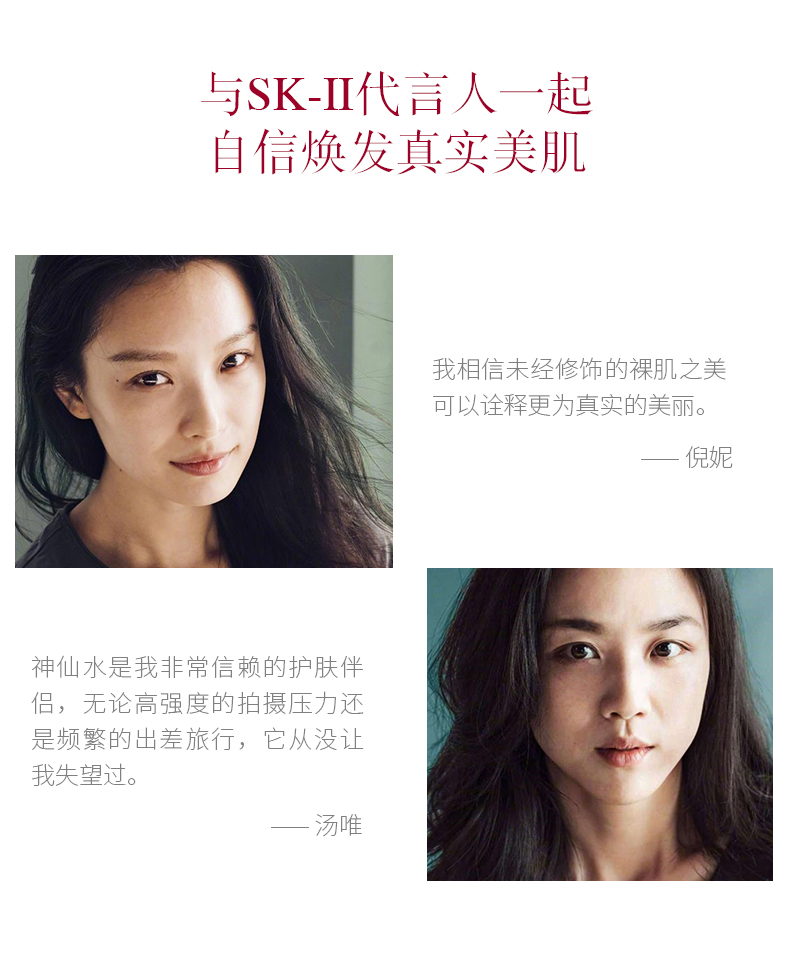 与SK-II代言人一起
自信焕发真实美肌
我相信未经修饰的裸肌之美
可以诠释更为真实的美丽。
—— 倪妮
神仙水是我非常信赖的护肤伴
侣，无论高强度的拍摄压力还
是频繁的出差旅行，它从没让
我失望过。
—— 汤唯